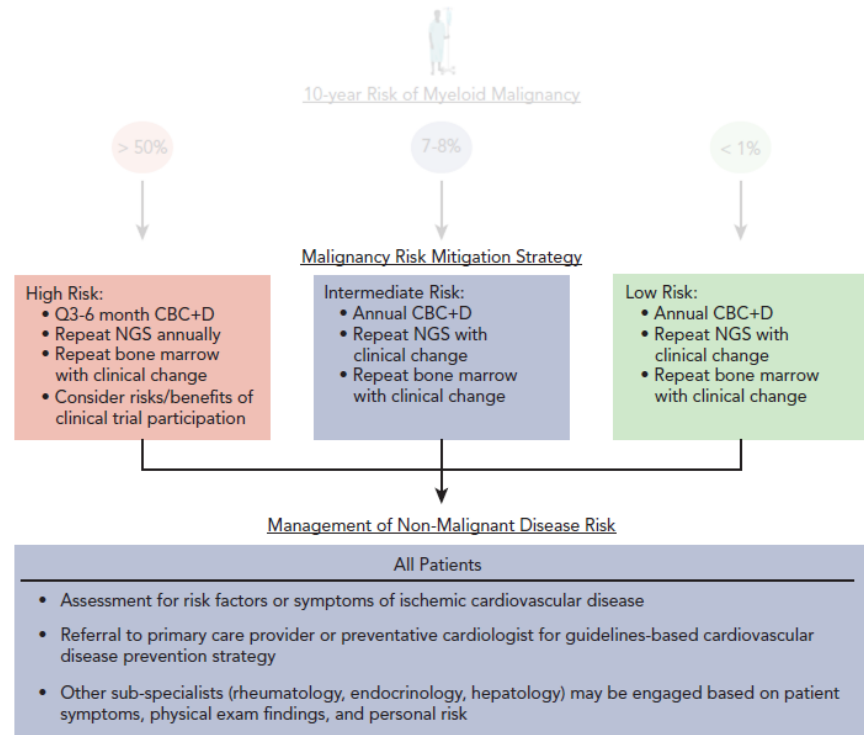 10-year Risk of Myeloid Malignancy
> 50%
7-8%
< 1%
Malignancy Risk Mitigation Strategy
High Risk:
• Q3-6 month CBC+D
• Repeat NGS annually
• Repeat bone marrow
with clinical change
• Consider risks/benefits of
clinical trial participation
Intermediate Risk:
• Annual CBC+D
• Repeat NGS with
clinical change
• Repeat bone marrow
with clinical change
Low Risk:
• Annual CBC+D
• Repeat NGS with
clinical change
• Repeat bone marrow
with clinical change
Management of Non-Malignant Disease Risk
All Patients
• Assessment for risk factors or symptoms of ischemic cardiovascular disease
• Referral to primary care provider or preventative cardiologist for guidelines-based cardiovascular
disease prevention strategy
• Other sub-specialists (rheumatology, endocrinology, hepatology) may be engaged based on patient
symptoms, physical exam findings, and personal risk